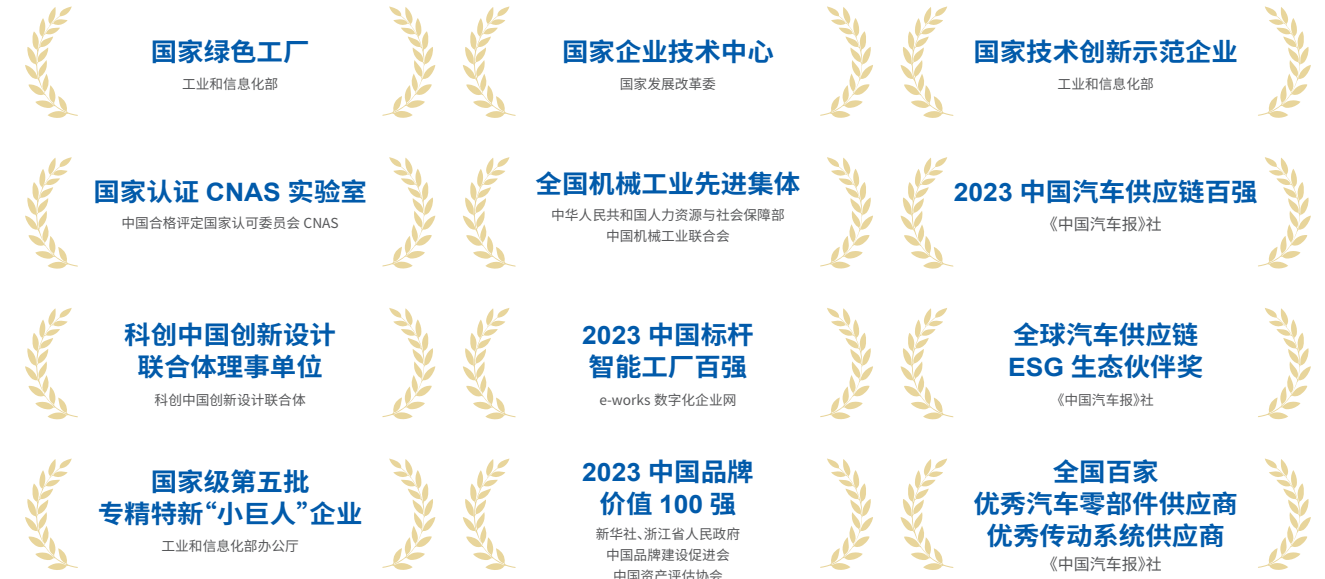 国家绿色工厂
工业和信息化部
国家企业技术中心
国家发展改革委
国家技术创新示范企业
工业和信息化部
国家认证 CNAS 实验室
中国合格评定国家认可委员会 CNAS
全国机械工业先进集体
中华人民共和国人力资源与社会保障部
中国机械工业联合会
2023 中国汽车供应链百强
《中国汽车报》社
科创中国创新设计
联合体理事单位
科创中国创新设计联合体
2023 中国标杆
智能工厂百强
e-works 数字化企业网
全球汽车供应链
ESG 生态伙伴奖
《中国汽车报》社
国家级第五批
专精特新“小巨人”企业
工业和信息化部办公厅
2023 中国品牌
价值 100 强
新华社、浙江省人民政府
中国品牌建设促进会
中国资产评估协会
全国百家
优秀汽车零部件供应商
优秀传动系统供应商
《中国汽车报》社